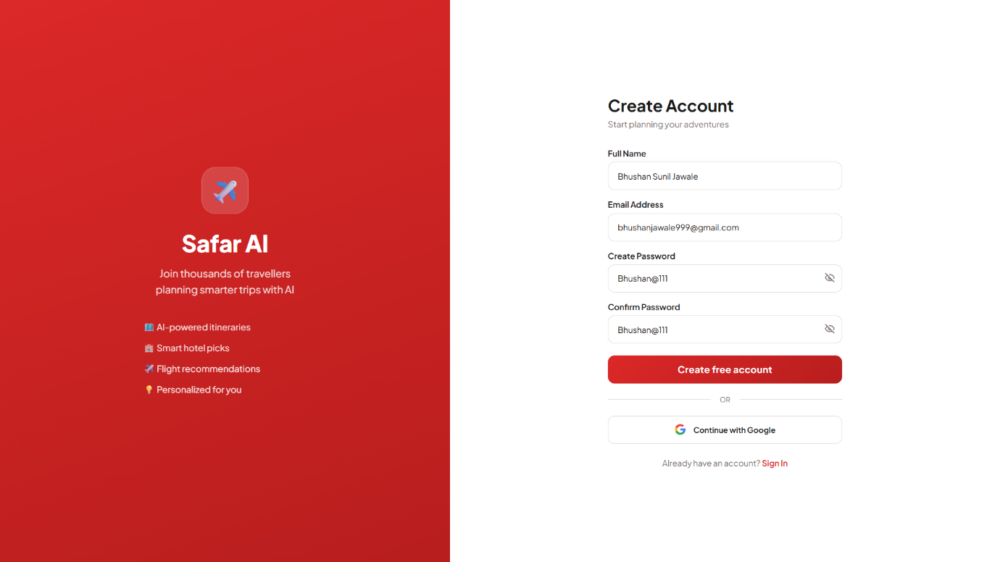 Safar AI
Join thousands of travellers
planning smarter trips with AI
AI-powered itineraries
Smart hotel picks
Flight recommendations
Personalized for you
Create Account
Start planning your adventures
Full Name
Bhushan Sunil Jawale
Email Address
bhushanjawale999@gmail.com
Create Password
Bhushan@111
Confirm Password
Bhushan@111
Create free account
OR
Continue with Google
Already have an account? Sign In